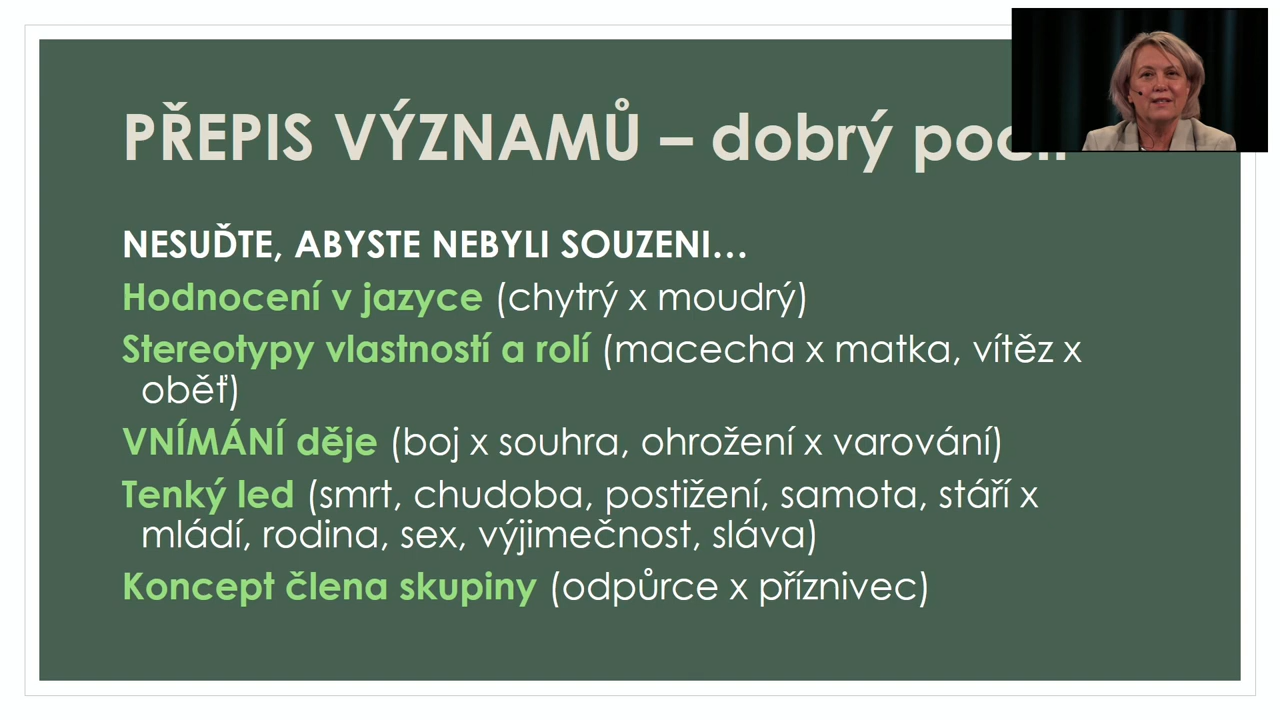 PŘEPIS VÝZNAMŮ – dobrý
NESUĎTE, ABYSTE NEBYLI SOUZENI...
Hodnocení v jazyce (chytrý x moudrý)
Stereotypy vlastností a rolí (macecha x matka, vítěz x
oběť)
VNÍMÁNÍ děje (boj x souhra, ohrožení x varování)
Tenký led (smrt, chudoba, postižení, samota, stáří x
mládí, rodina, sex, výjimečnost, sláva)
Koncept člena skupiny (odpůrce x příznivec)